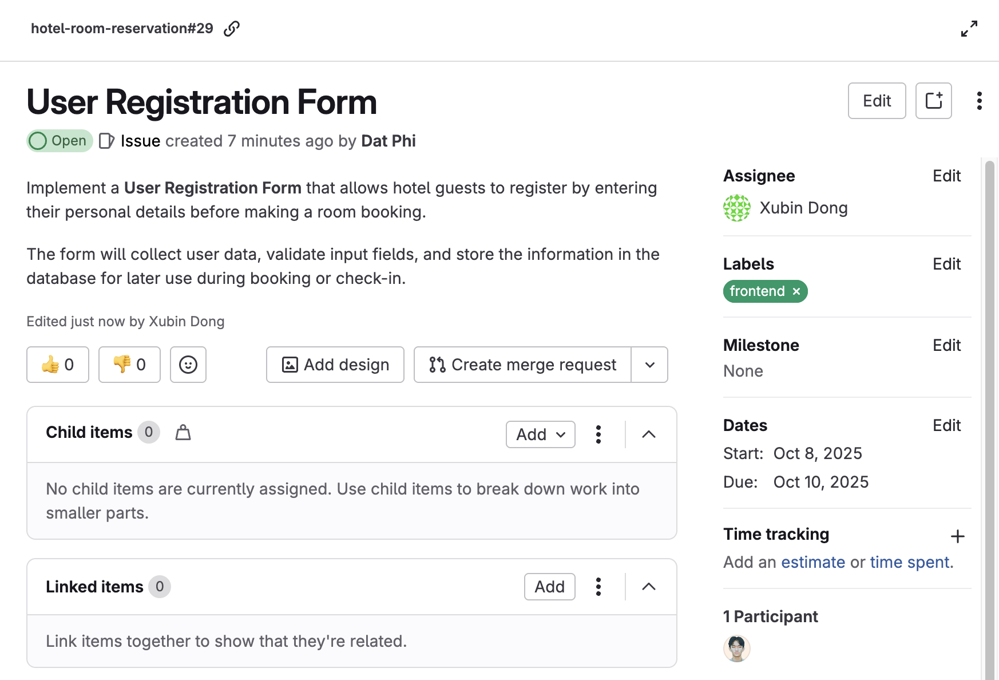 hotel-room-reservation#29
User Registration Form
Edit
Open Issue created 7 minutes ago by Dat Phi
Implement a User Registration Form that allows hotel guests to register by entering
their personal details before making a room booking.
The form will collect user data, validate input fields, and store the information in the
database for later use during booking or check-in.
Edited just now by Xubin Dong
👍 0 👎 0 Add design Create merge request
Child items 0 Add
No child items are currently assigned. Use child items to break down work into
smaller parts.
Linked items 0 Add
Link items together to show that they're related.
Assignee Edit
Xubin Dong
Labels Edit
frontend ×
Milestone Edit
None
Dates Edit
Start: Oct 8, 2025
Due: Oct 10, 2025
Time tracking +
Add an estimate or time spent.
1 Participant